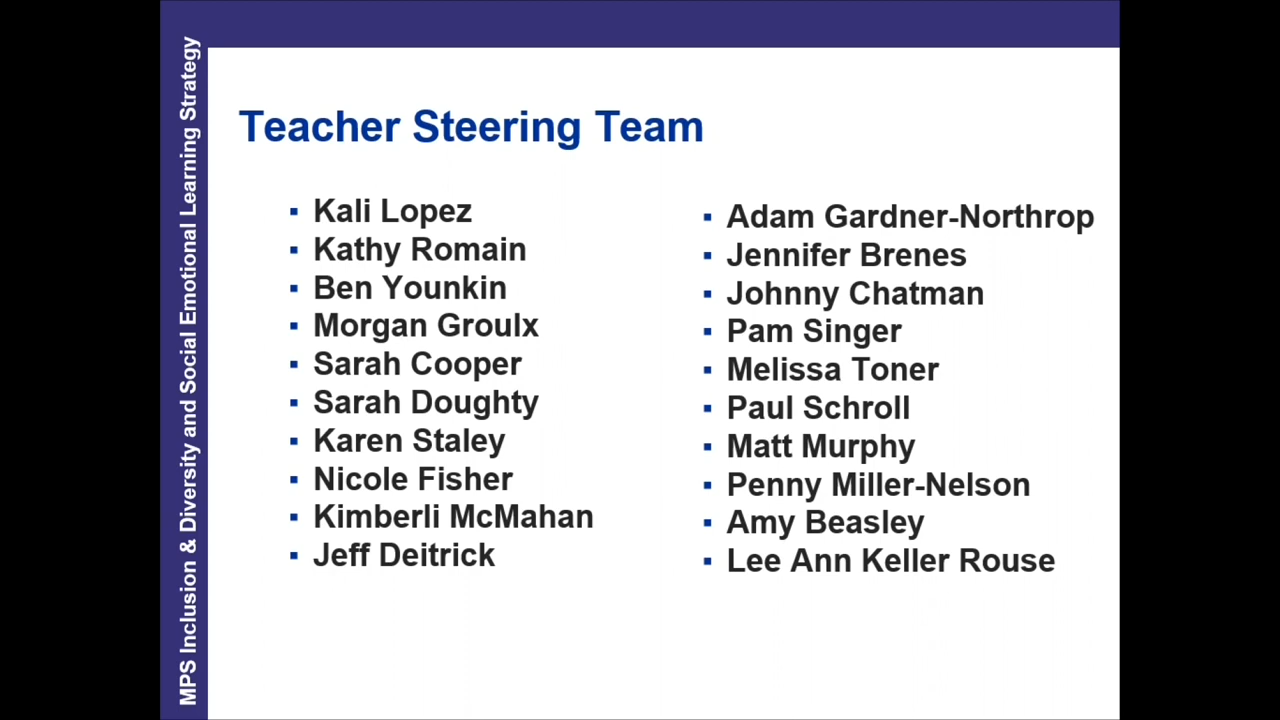 MPS Inclusion & Diversity and Social Emotional Learning Strategy
Teacher Steering Team
▪ Kali Lopez
▪ Kathy Romain
▪ Ben Younkin
▪ Morgan Groulx
▪ Sarah Cooper
▪ Sarah Doughty
▪ Karen Staley
▪ Nicole Fisher
▪ Kimberli McMahan
▪ Jeff Deitrick
▪ Adam Gardner-Northrop
▪ Jennifer Brenes
▪ Johnny Chatman
▪ Pam Singer
▪ Melissa Toner
▪ Paul Schroll
▪ Matt Murphy
▪ Penny Miller-Nelson
▪ Amy Beasley
▪ Lee Ann Keller Rouse